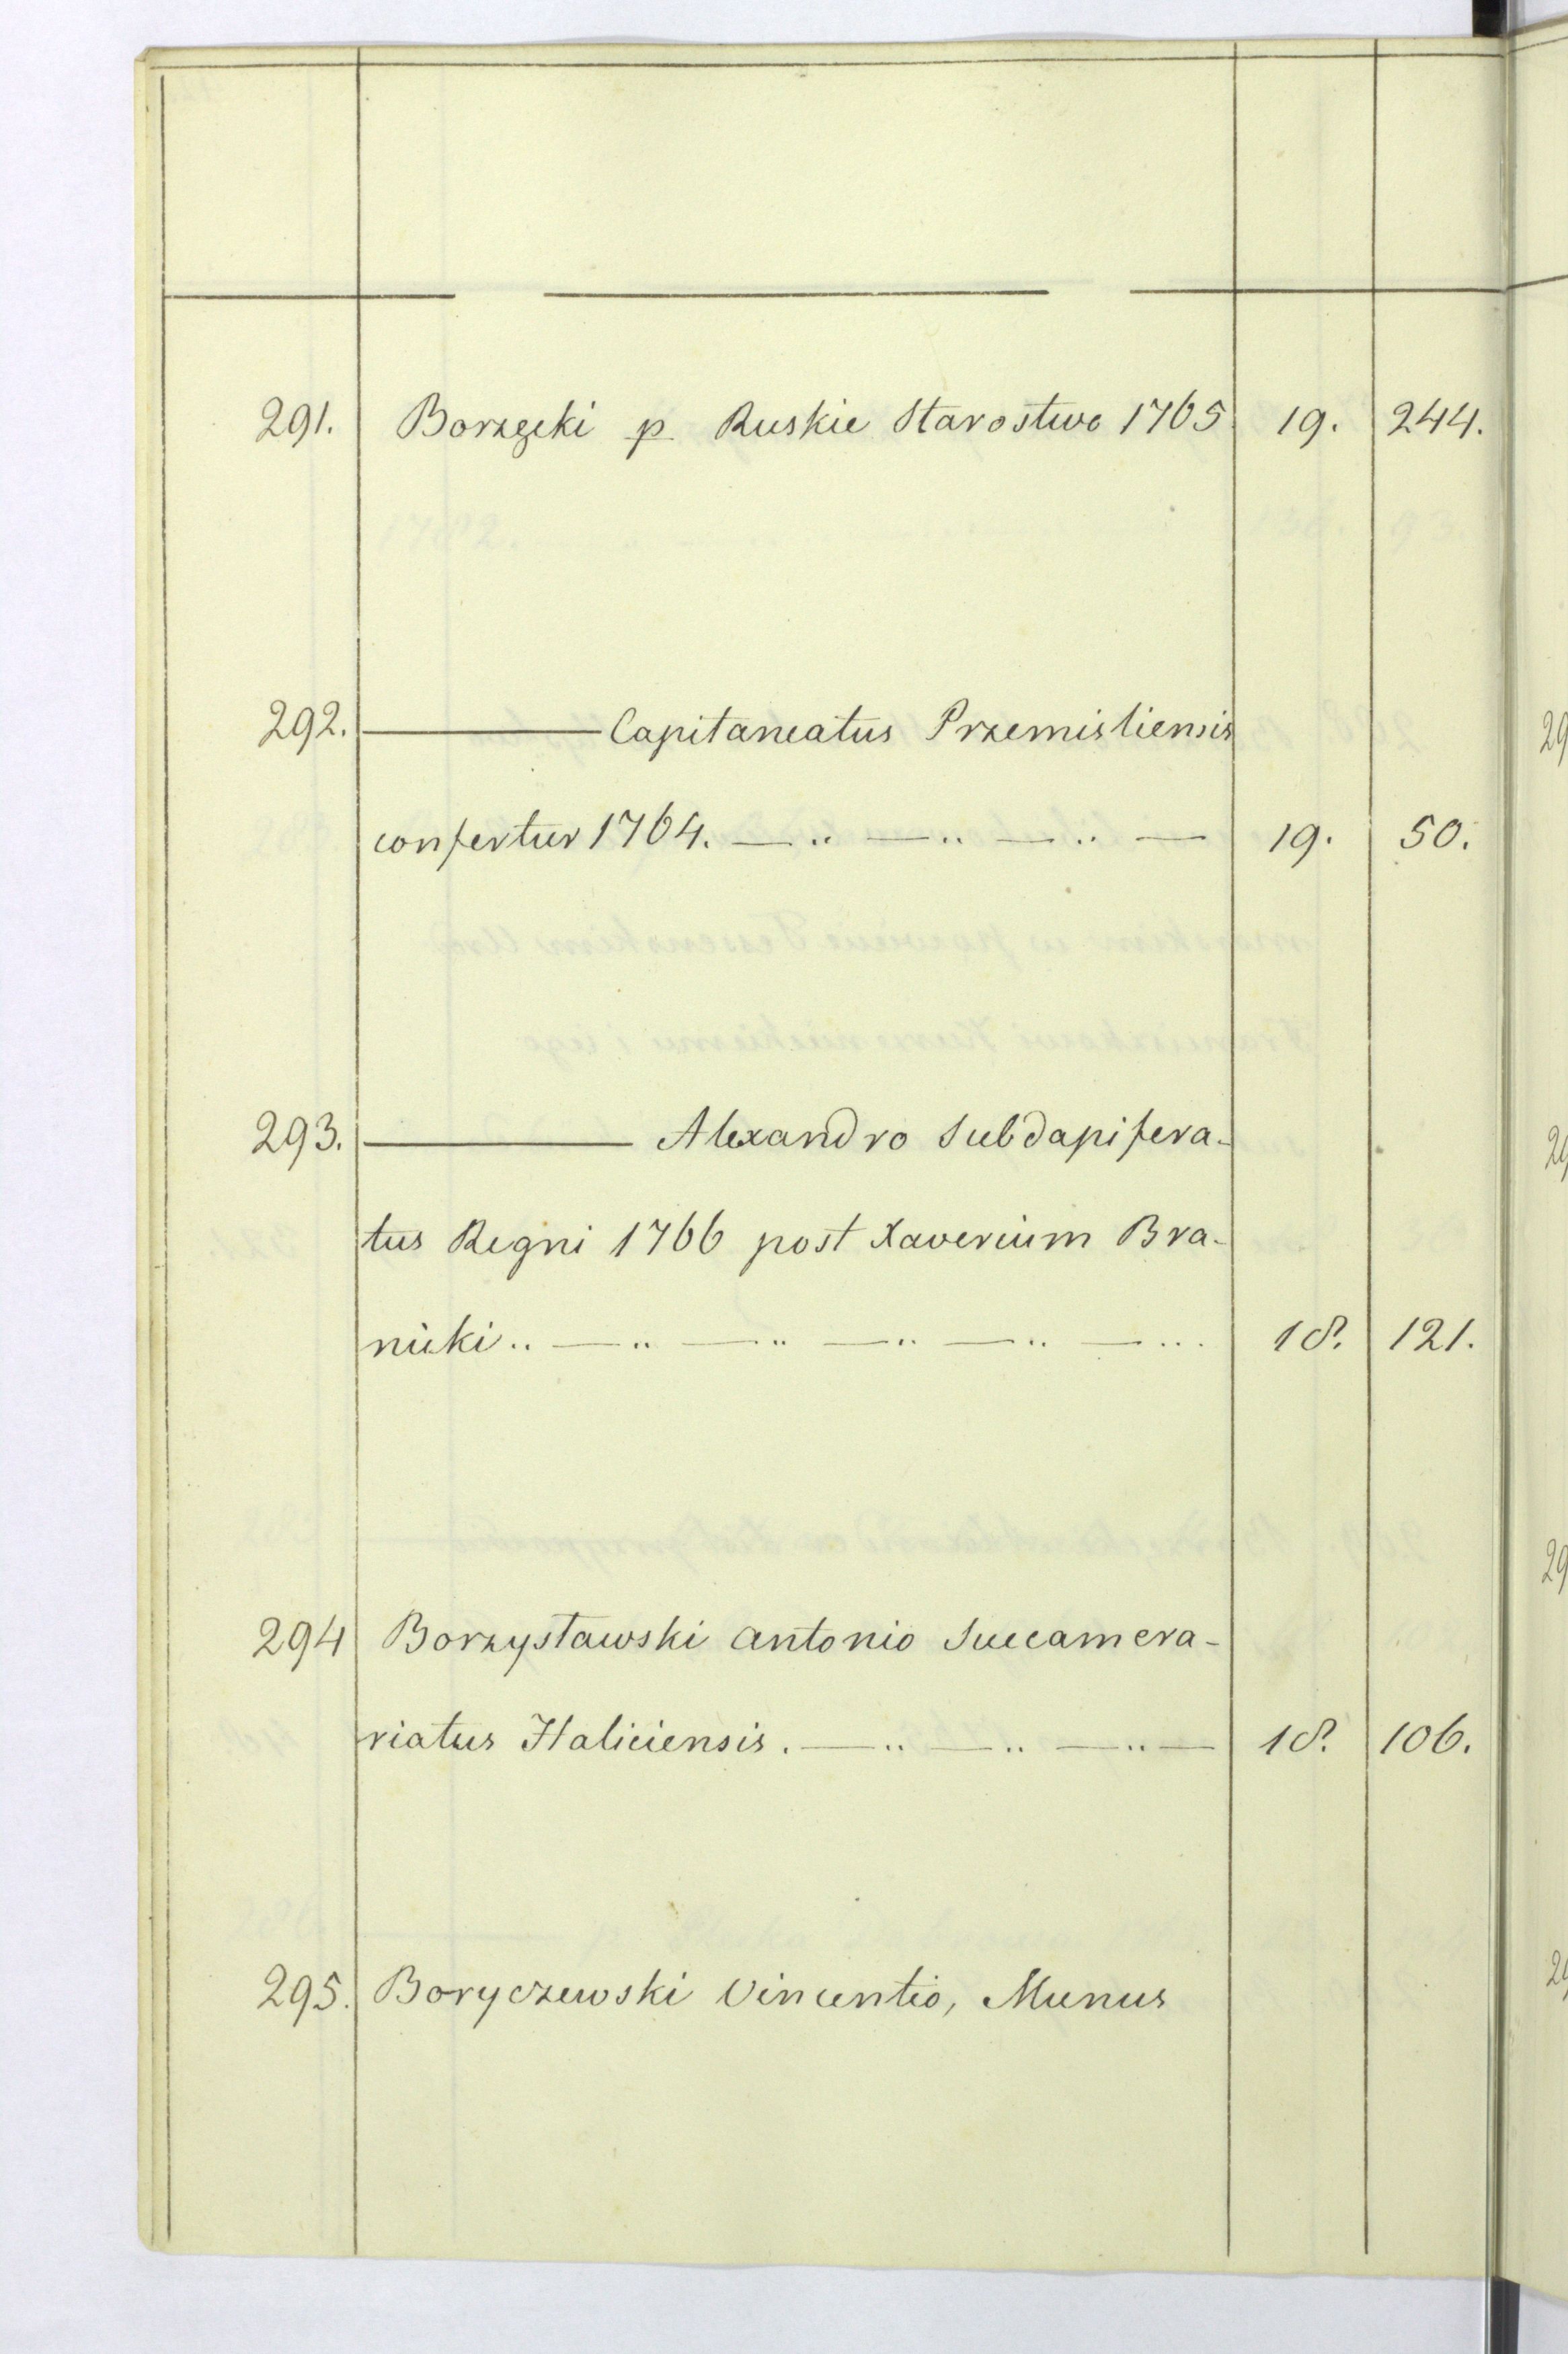 291. Borzęcki p. Ruskie Starostwo 1765 19. 244.
292. ——— Capitaneatus Przemisliensis
confertur 1764. — .. — .. — .. — 19. 50.
293. ——— Alexandro Subdapifera-
tus Regni 1766 post Xaverium Bra-
nicki .. — .. — .. — .. — .. — ... 18. 121.
294 Borzysławski Antonio Succamera-
riatus Haliciensis. — .. — .. — .. — 18. 106.
295. Boryczewski Vincentio, Munus